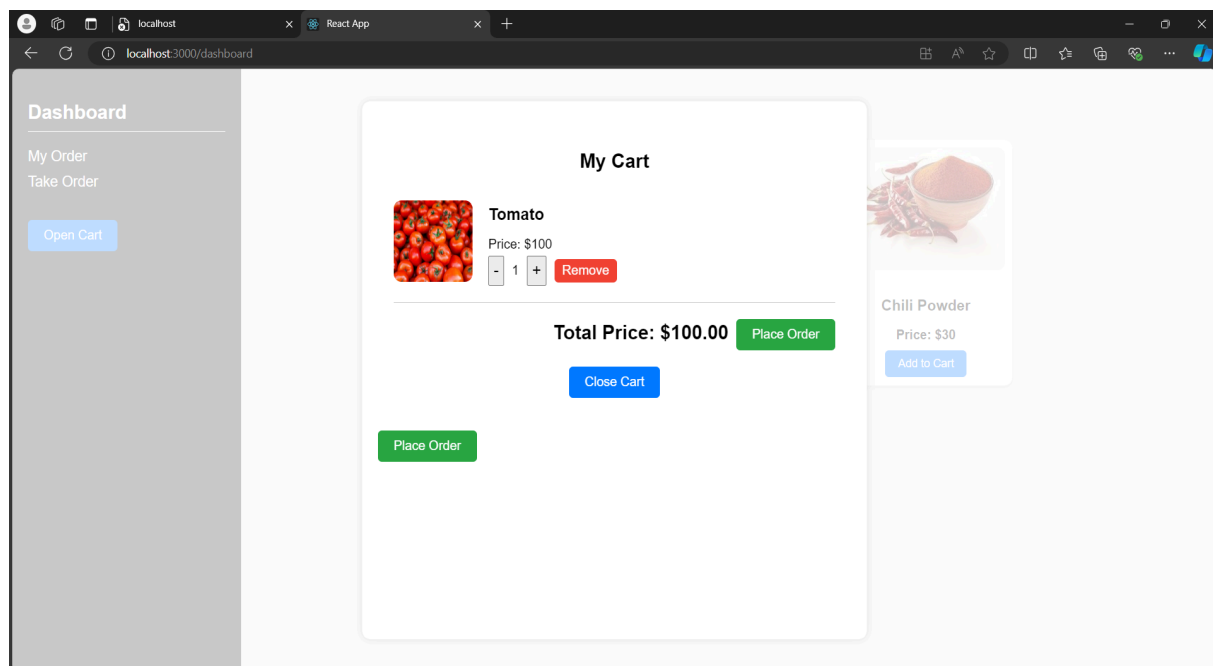 localhost
React App
localhost:3000/dashboard
Dashboard
My Order
Take Order
Open Cart
My Cart
Tomato
Price: $100
- 1 + Remove
Total Price: $100.00 Place Order
Close Cart
Place Order
Chili Powder
Price: $30
Add to Cart